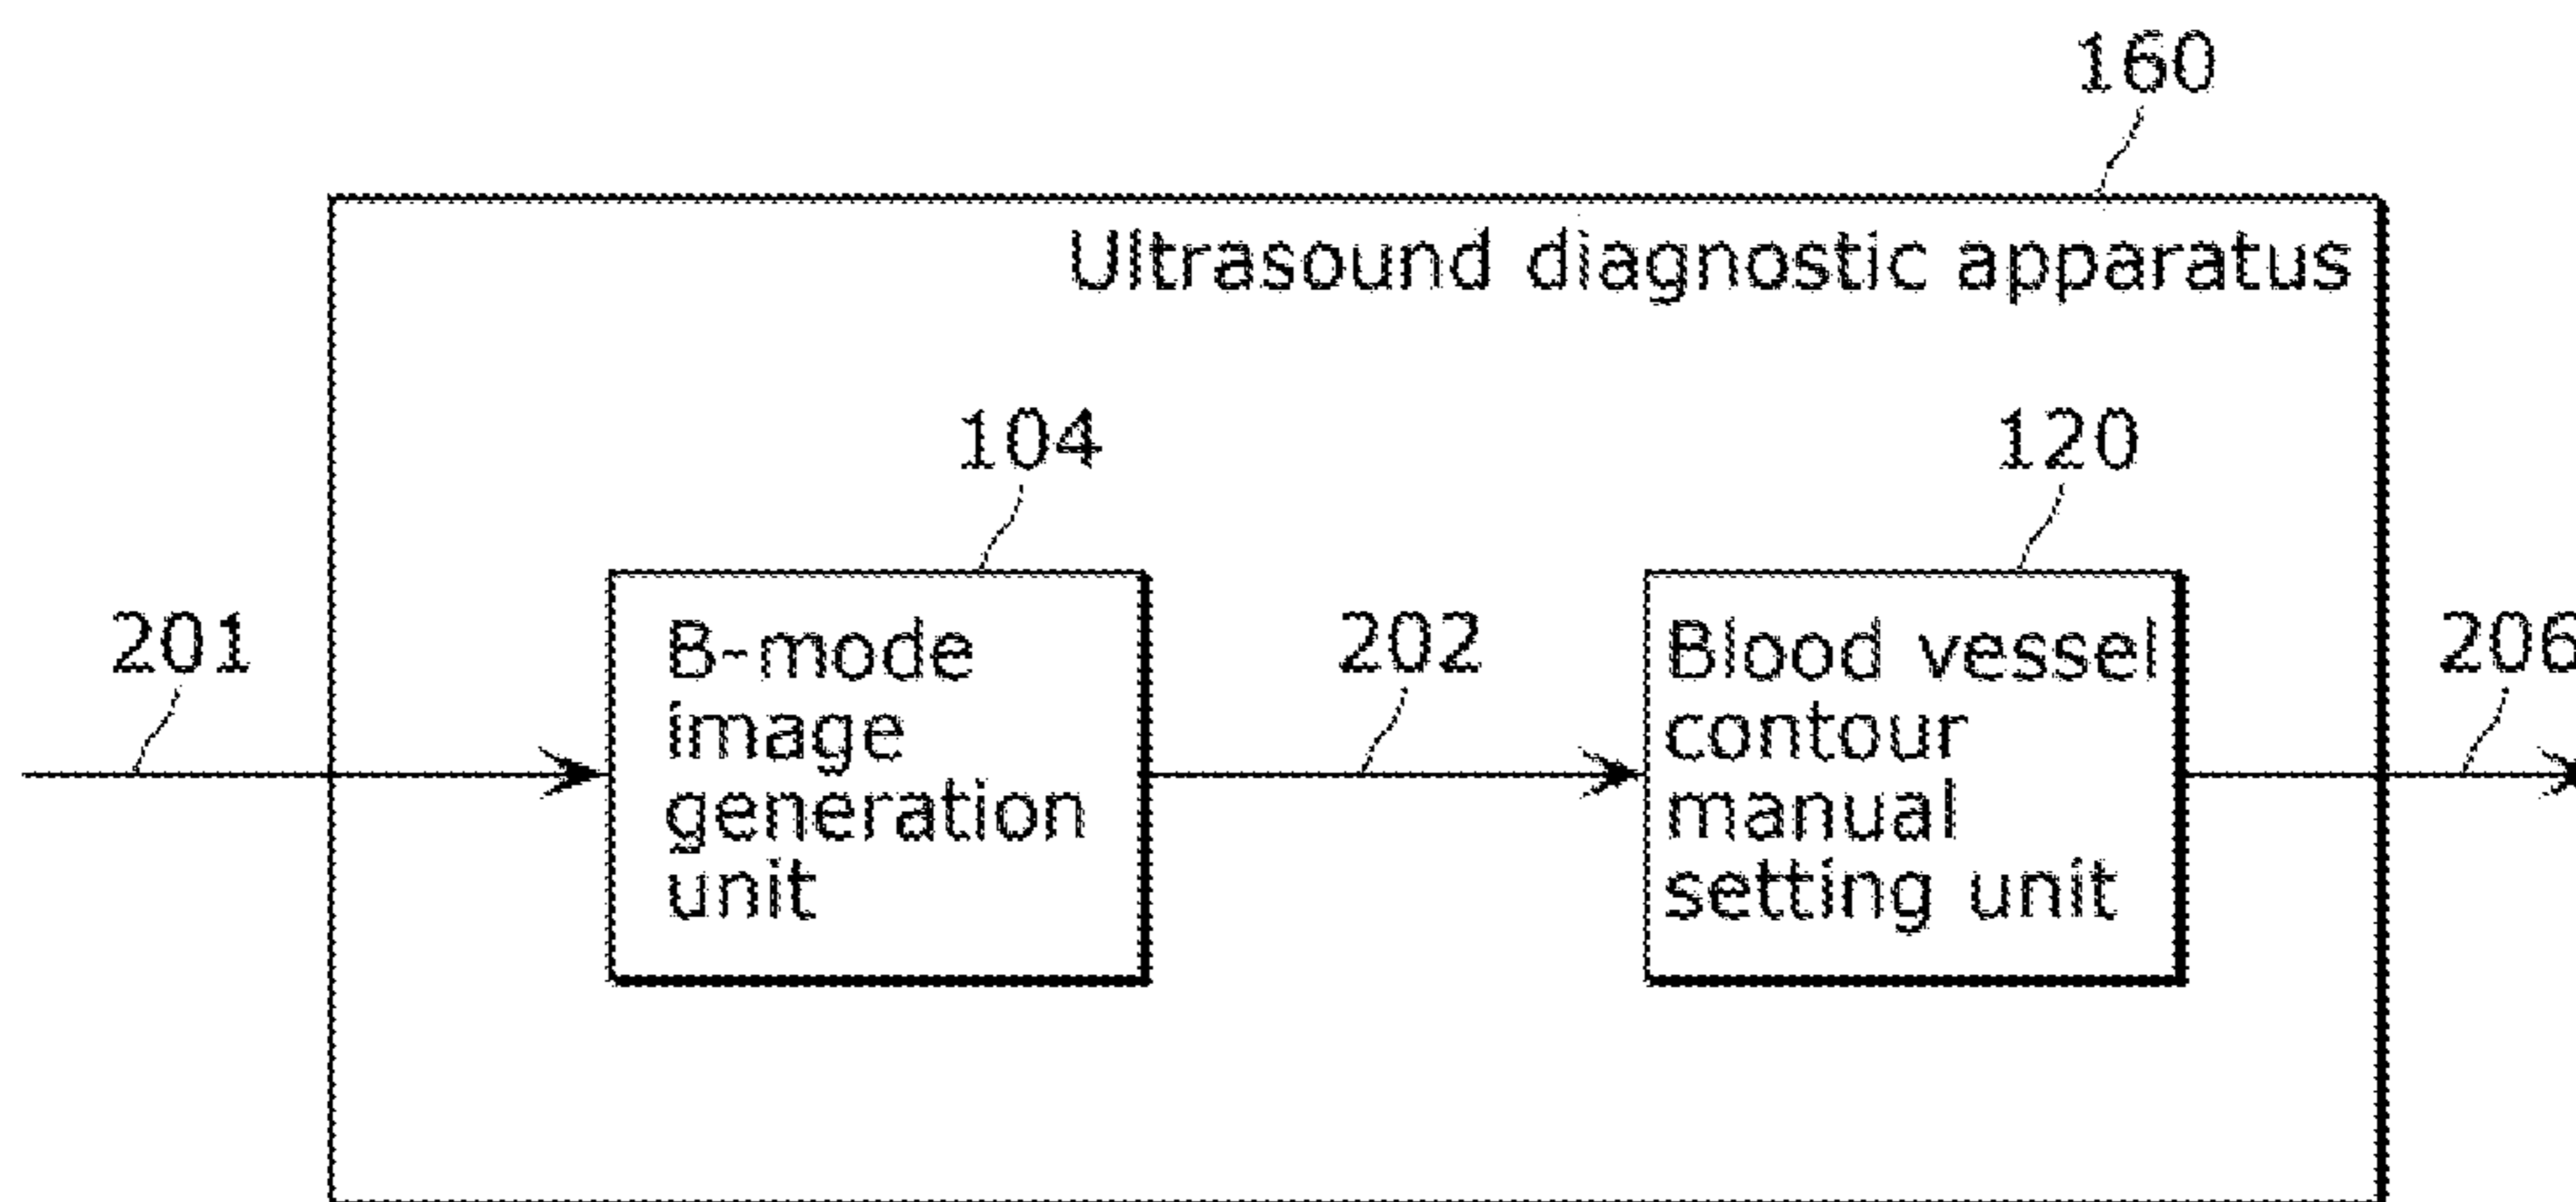 160
Ultrasound diagnostic apparatus
104
120
201
B-mode
image
generation
unit
202
Blood vessel
contour
manual
setting unit
206